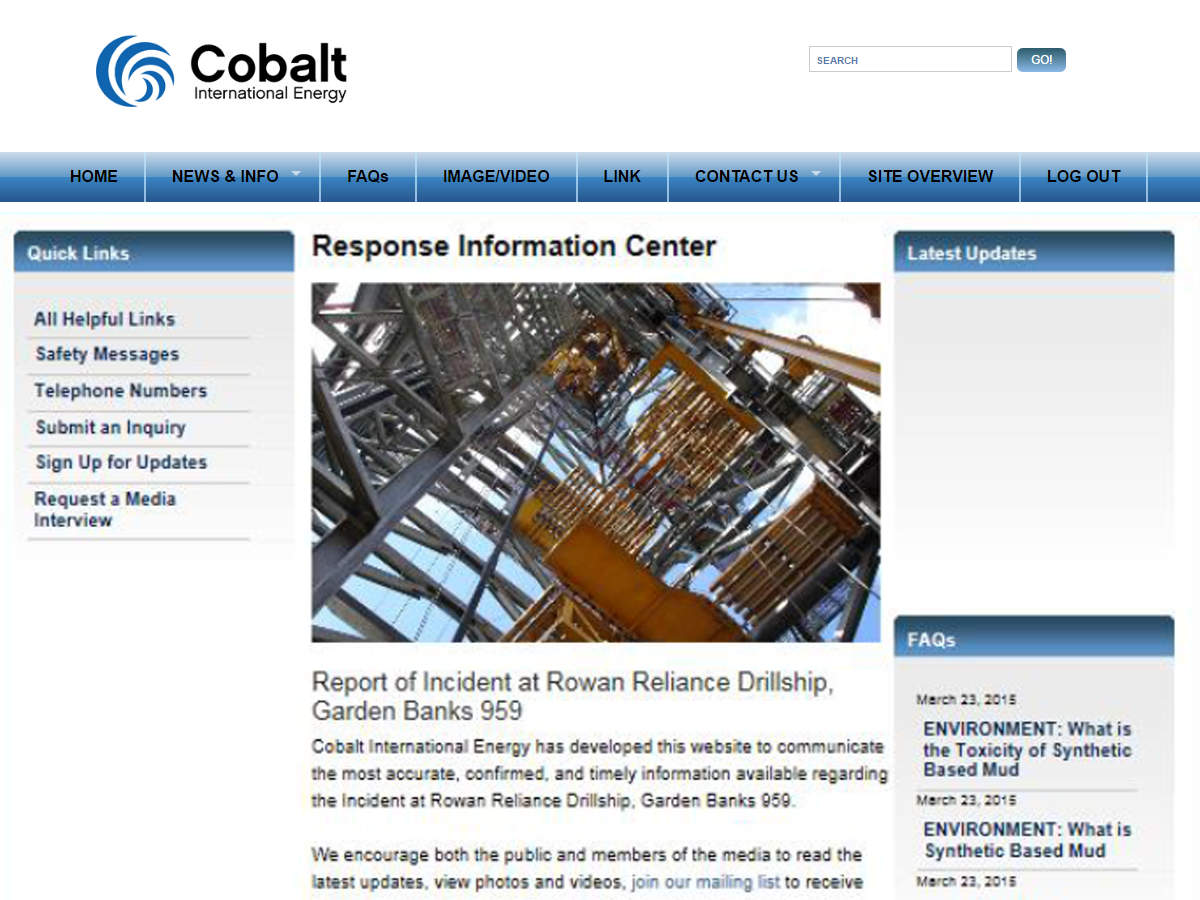 Cobalt
International Energy
SEARCH
GO!
HOME
NEWS & INFO
FAQs
IMAGE/VIDEO
LINK
CONTACT US
SITE OVERVIEW
LOG OUT
Quick Links
All Helpful Links
Safety Messages
Telephone Numbers
Submit an Inquiry
Sign Up for Updates
Request a Media
Interview
Response Information Center
Report of Incident at Rowan Reliance Drillship,
Garden Banks 959
Cobalt International Energy has developed this website to communicate
the most accurate, confirmed, and timely information available regarding
the Incident at Rowan Reliance Drillship, Garden Banks 959.
We encourage both the public and members of the media to read the
latest updates, view photos and videos, join our mailing list to receive
Latest Updates
FAQs
March 23, 2015
ENVIRONMENT: What is
the Toxicity of Synthetic
Based Mud
March 23, 2015
ENVIRONMENT: What is
Synthetic Based Mud
March 23, 2015